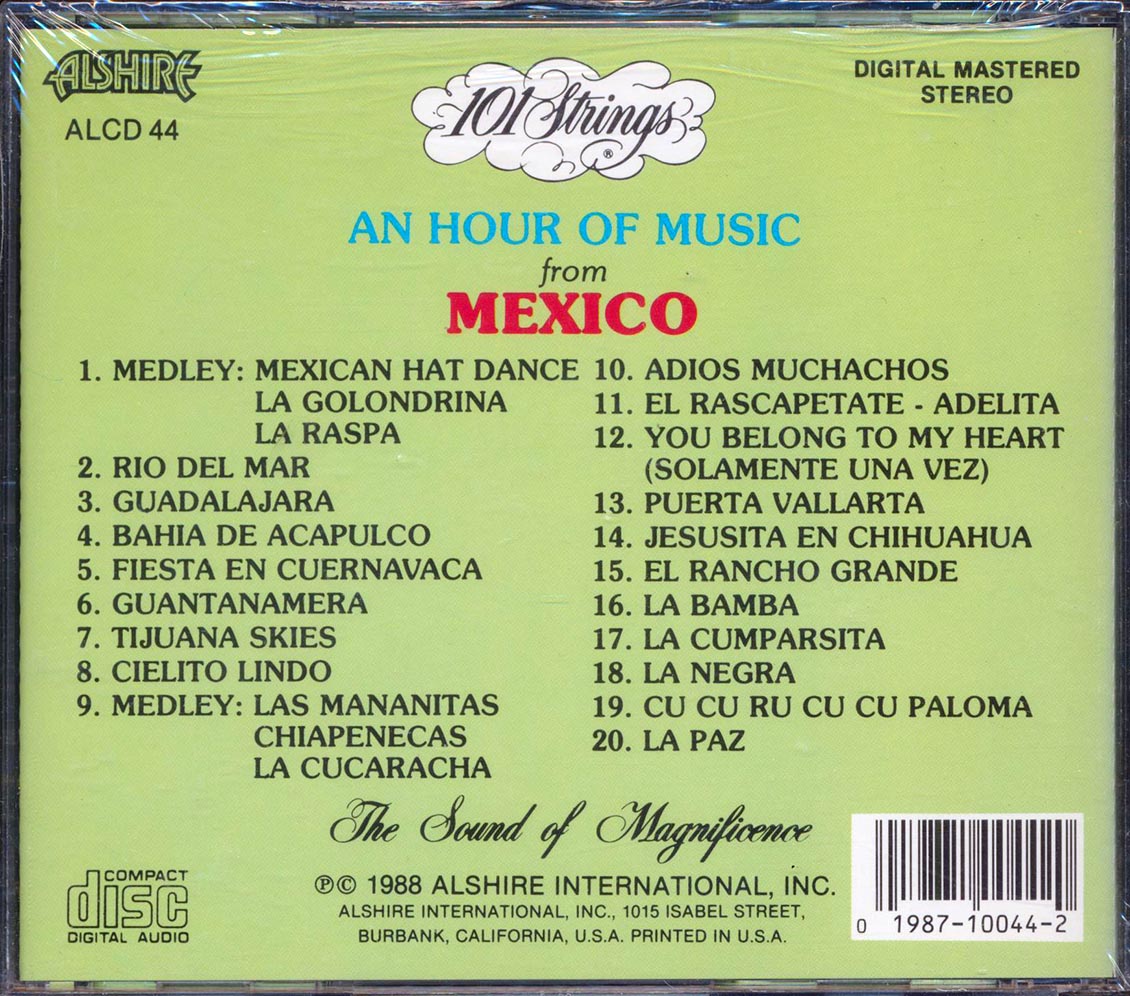 ALSHIRE
ALCD 44
101 Strings ®
DIGITAL MASTERED
STEREO
AN HOUR OF MUSIC
from
MEXICO
1. MEDLEY: MEXICAN HAT DANCE
LA GOLONDRINA
LA RASPA
2. RIO DEL MAR
3. GUADALAJARA
4. BAHIA DE ACAPULCO
5. FIESTA EN CUERNAVACA
6. GUANTANAMERA
7. TIJUANA SKIES
8. CIELITO LINDO
9. MEDLEY: LAS MANANITAS
CHIAPENECAS
LA CUCARACHA
10. ADIOS MUCHACHOS
11. EL RASCAPETATE - ADELITA
12. YOU BELONG TO MY HEART
(SOLAMENTE UNA VEZ)
13. PUERTA VALLARTA
14. JESUSITA EN CHIHUAHUA
15. EL RANCHO GRANDE
16. LA BAMBA
17. LA CUMPARSITA
18. LA NEGRA
19. CU CU RU CU CU PALOMA
20. LA PAZ
The Sound of Magnificence
℗© 1988 ALSHIRE INTERNATIONAL, INC.
ALSHIRE INTERNATIONAL, INC., 1015 ISABEL STREET,
BURBANK, CALIFORNIA, U.S.A. PRINTED IN U.S.A.
COMPACT
disc
DIGITAL AUDIO
0 1987-10044-2